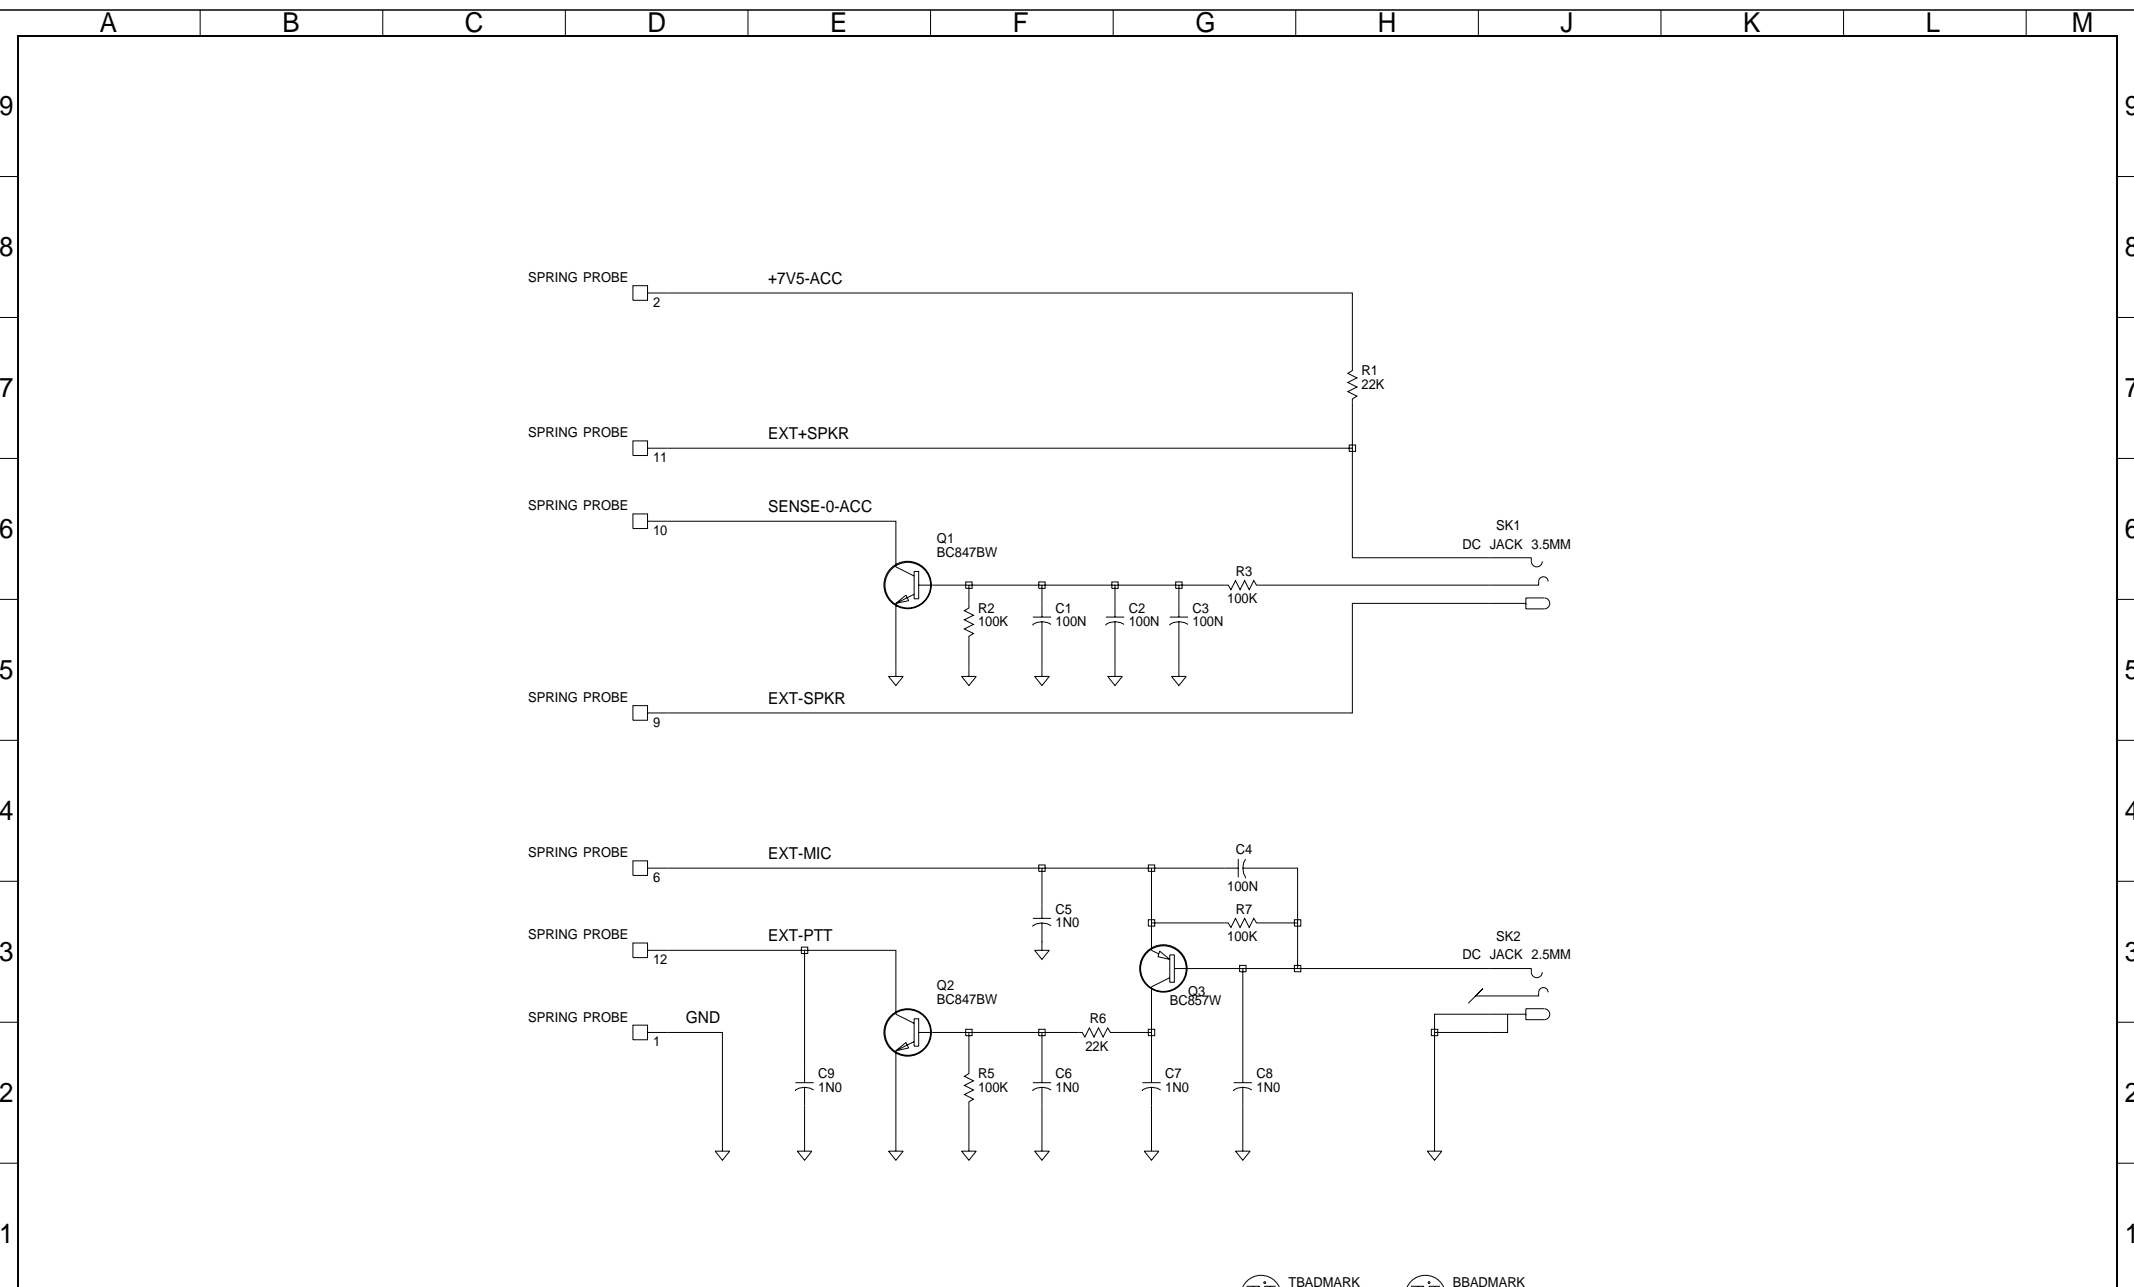 A B C D E F G H J K L M
9 9
8 8
SPRING PROBE 2 +7V5-ACC
7 7
R1
22K
SPRING PROBE 11 EXT+SPKR
SPRING PROBE 10 SENSE-0-ACC
6 6
SK1
DC JACK 3.5MM
Q1
BC847BW
R3
100K
R2
100K
C1
100N
C2
100N
C3
100N
5 5
SPRING PROBE 9 EXT-SPKR
4 4
SPRING PROBE 6 EXT-MIC
C4
100N
C5
1N0
R7
100K
3 3
SPRING PROBE 12 EXT-PTT
SK2
DC JACK 2.5MM
Q2
BC847BW
Q3
BC857W
SPRING PROBE 1 GND
R6
22K
2 2
C9
1N0
R5
100K
C6
1N0
C7
1N0
C8
1N0
1 1
TBADMARK BBADMARK